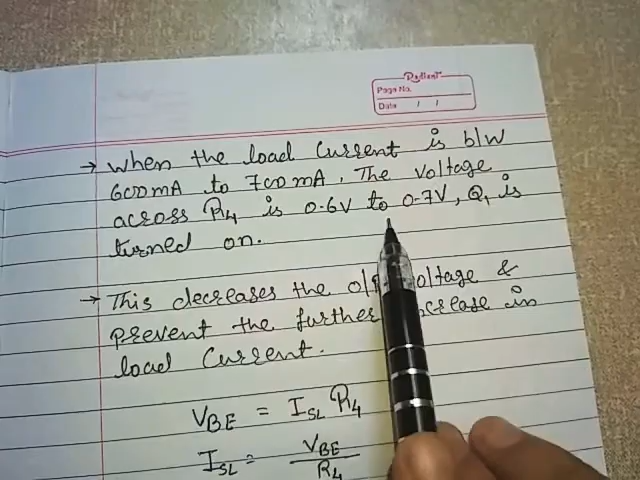 Radiant
Page No.
Date / /
→ When the load current is b/w
600mA to 700mA, The voltage
across R4 is 0.6V to 0.7V, Q1 is
turned on.
→ This decreases the voltage &
prevent the further in
load current.
VBE = ISL R4
ISL = VBE
R4